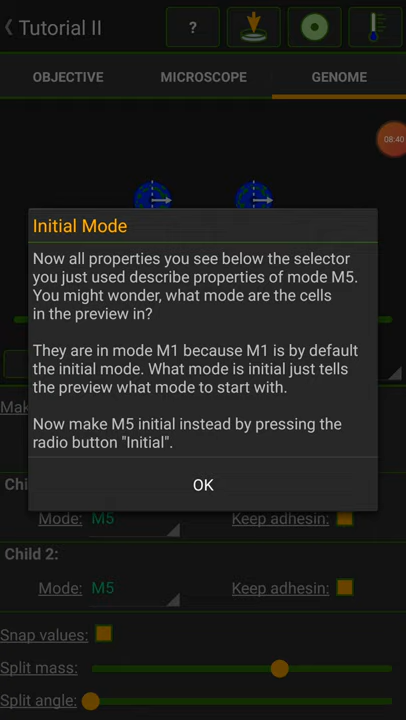 Tutorial II
?
OBJECTIVE
MICROSCOPE
GENOME
08:40
Initial Mode
Now all properties you see below the selector
you just used describe properties of mode M5.
You might wonder, what mode are the cells
in the preview in?
They are in mode M1 because M1 is by default
the initial mode. What mode is initial just tells
the preview what mode to start with.
Now make M5 initial instead by pressing the
radio button "Initial".
OK
Mode: M5 Keep adhesin:
Child 2:
Mode: M5 Keep adhesin:
Snap values:
Split mass:
Split angle: